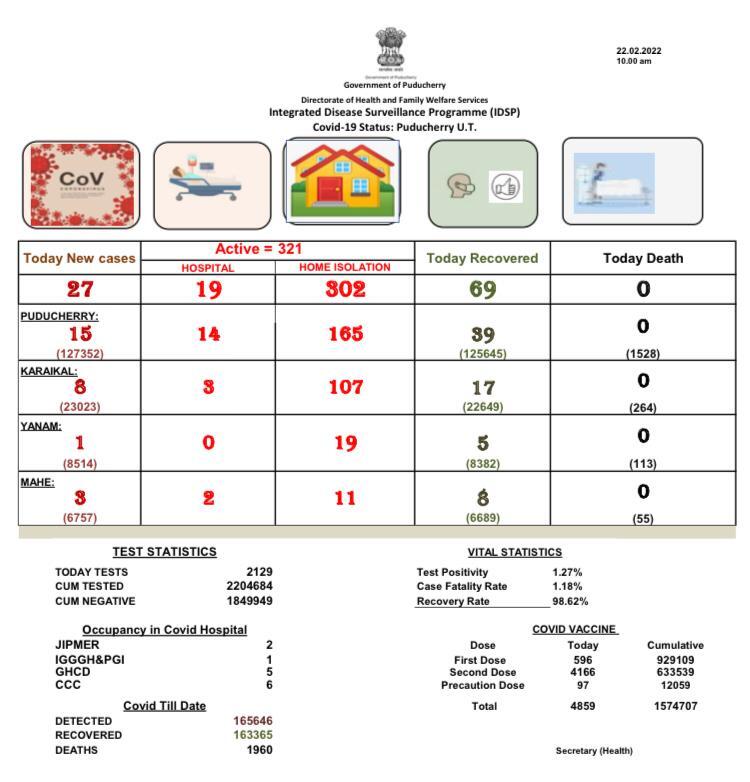 22.02.2022
10.00 am
Government of Puducherry
Government of Puducherry
Directorate of Health and Family Welfare Services
Integrated Disease Surveillance Programme (IDSP)
Covid-19 Status: Puducherry U.T.
CoV
CORONAVIRUS
Today New cases Active = 321 Today Recovered Today Death
HOSPITAL HOME ISOLATION
27 19 302 69 0
PUDUCHERRY:
15 14 165 39 0
(127352) (125645) (1528)
KARAIKAL:
8 3 107 17 0
(23023) (22649) (264)
YANAM:
1 0 19 5 0
(8514) (8382) (113)
MAHE:
3 2 11 8 0
(6757) (6689) (55)
TEST STATISTICS
TODAY TESTS 2129
CUM TESTED 2204684
CUM NEGATIVE 1849949
VITAL STATISTICS
Test Positivity 1.27%
Case Fatality Rate 1.18%
Recovery Rate 98.62%
Occupancy in Covid Hospital
JIPMER 2
IGGGH&PGI 1
GHCD 5
CCC 6
COVID VACCINE
Dose Today Cumulative
First Dose 596 929109
Second Dose 4166 633539
Precaution Dose 97 12059
Total 4859 1574707
Covid Till Date
DETECTED 165646
RECOVERED 163365
DEATHS 1960
Secretary (Health)